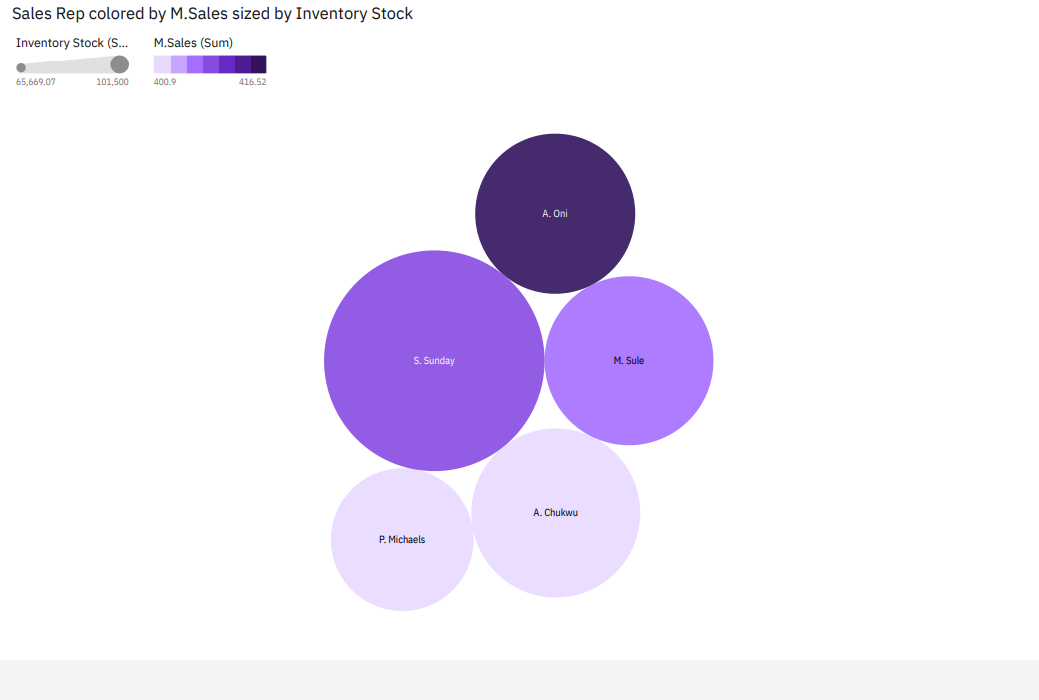 Sales Rep colored by M.Sales sized by Inventory Stock
Inventory Stock (S... M.Sales (Sum)
65,669.07 101,500 400.9 416.52
A. Oni
S. Sunday M. Sule
A. Chukwu
P. Michaels